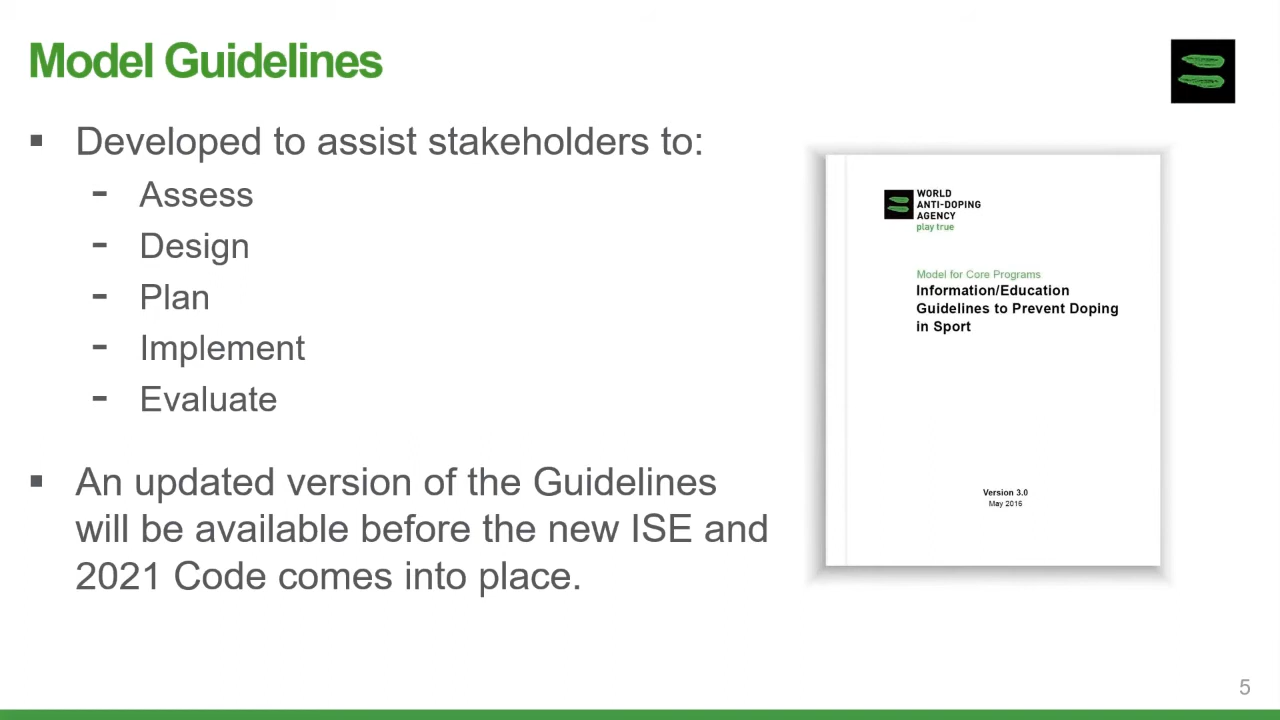 Model Guidelines
▪ Developed to assist stakeholders to:
- Assess
- Design
- Plan
- Implement
- Evaluate
▪ An updated version of the Guidelines
will be available before the new ISE and
2021 Code comes into place.
WORLD
ANTI-DOPING
AGENCY
play true
Model for Core Programs
Information/Education
Guidelines to Prevent Doping
in Sport
Version 3.0
May 2016
5